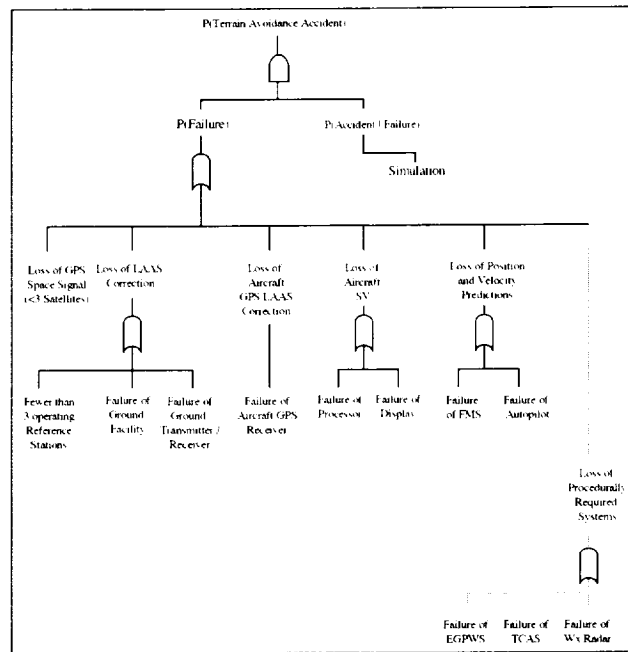 P(Terrain Avoidance Accident)
P(Failure)
P(Accident | Failure)
Simulation
Loss of GPS
Space Signal
(<3 Satellites)
Loss of LAAS
Correction
Loss of
Aircraft
GPS LAAS
Correction
Loss of
Aircraft
SV
Loss of Position
and Velocity
Predictions
Fewer than
3 operating
Reference
Stations
Failure of
Ground
Facility
Failure of
Ground
Transmitter /
Receiver
Failure of
Aircraft GPS
Receiver
Failure of
Processor
Failure of
Display
Failure
of FMS
Failure of
Autopilot
Loss of
Procedurally
Required
Systems
Failure of
EGPWS
Failure of
TCAS
Failure of
Wx Radar